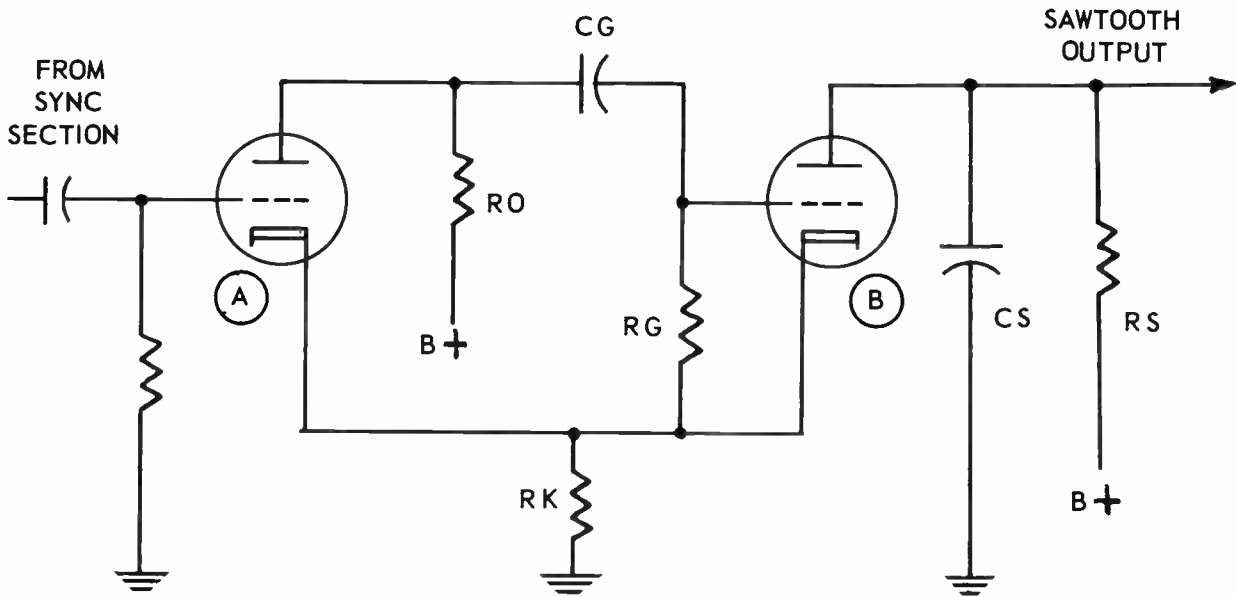 CG
SAWTOOTH
OUTPUT
FROM
SYNC
SECTION
RO
A
B
B+
RG
CS
RS
RK
B+